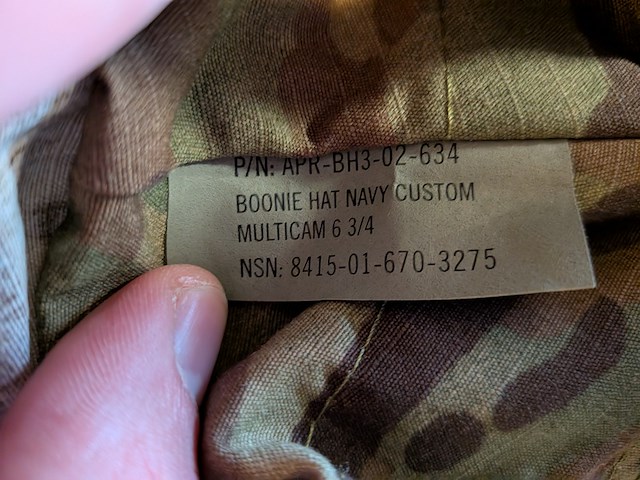 P/N: APR-BH3-02-634
BOONIE HAT NAVY CUSTOM
MULTICAM 6 3/4
NSN: 8415-01-670-3275